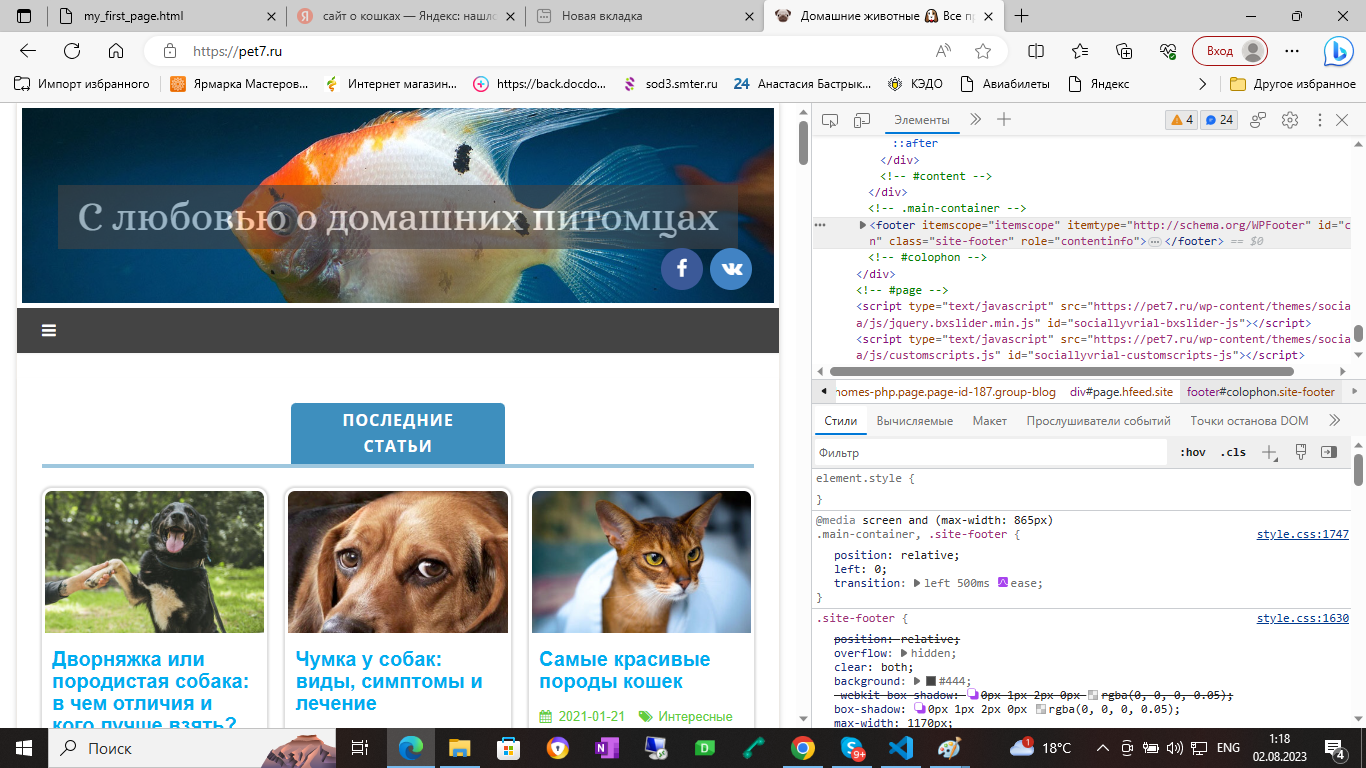 my_first_page.html
сайт о кошках — Яндекс: нашло
Новая вкладка
Домашние животные Все пр
https://pet7.ru
Вход
Импорт избранного
Ярмарка Мастеров...
Интернет магазин...
https://back.docdo...
sod3.smter.ru
24 Анастасия Бастрык...
КЭДО
Авиабилеты
Яндекс
Другое избранное
С любовью о домашних питомцах
ПОСЛЕДНИЕ
СТАТЬИ
Дворняжка или
породистая собака:
в чем отличия и
кого лучше взять?
Чумка у собак:
виды, симптомы и
лечение
Самые красивые
породы кошек
2021-01-21 Интересные
Элементы
4
24
::after
</div>
<!-- #content -->
</div>
<!-- .main-container -->
<footer itemscope="itemscope" itemtype="http://schema.org/WPFooter" id="c
n" class="site-footer" role="contentinfo"> ⋯ </footer> == $0
<!-- #colophon -->
</div>
<!-- #page -->
<script type="text/javascript" src="https://pet7.ru/wp-content/themes/socia
a/js/jquery.bxslider.min.js" id="sociallyvrial-bxslider-js"></script>
<script type="text/javascript" src="https://pet7.ru/wp-content/themes/socia
a/js/customscripts.js" id="sociallyvrial-customscripts-js"></script>
homes-php.page.page-id-187.group-blog div#page.hfeed.site footer#colophon.site-footer
Стили Вычисляемые Макет Прослушиватели событий Точки останова DOM
Фильтр :hov .cls
element.style {
}
@media screen and (max-width: 865px)
.main-container, .site-footer { style.css:1747
position: relative;
left: 0;
transition: left 500ms ease;
}
.site-footer { style.css:1630
position: relative;
overflow: hidden;
clear: both;
background: #444;
-webkit-box-shadow: 0px 1px 2px 0px rgba(0, 0, 0, 0.05);
box-shadow: 0px 1px 2px 0px rgba(0, 0, 0, 0.05);
max-width: 1170px;
Поиск
9+
1
18°C
ENG
1:18
02.08.2023
4